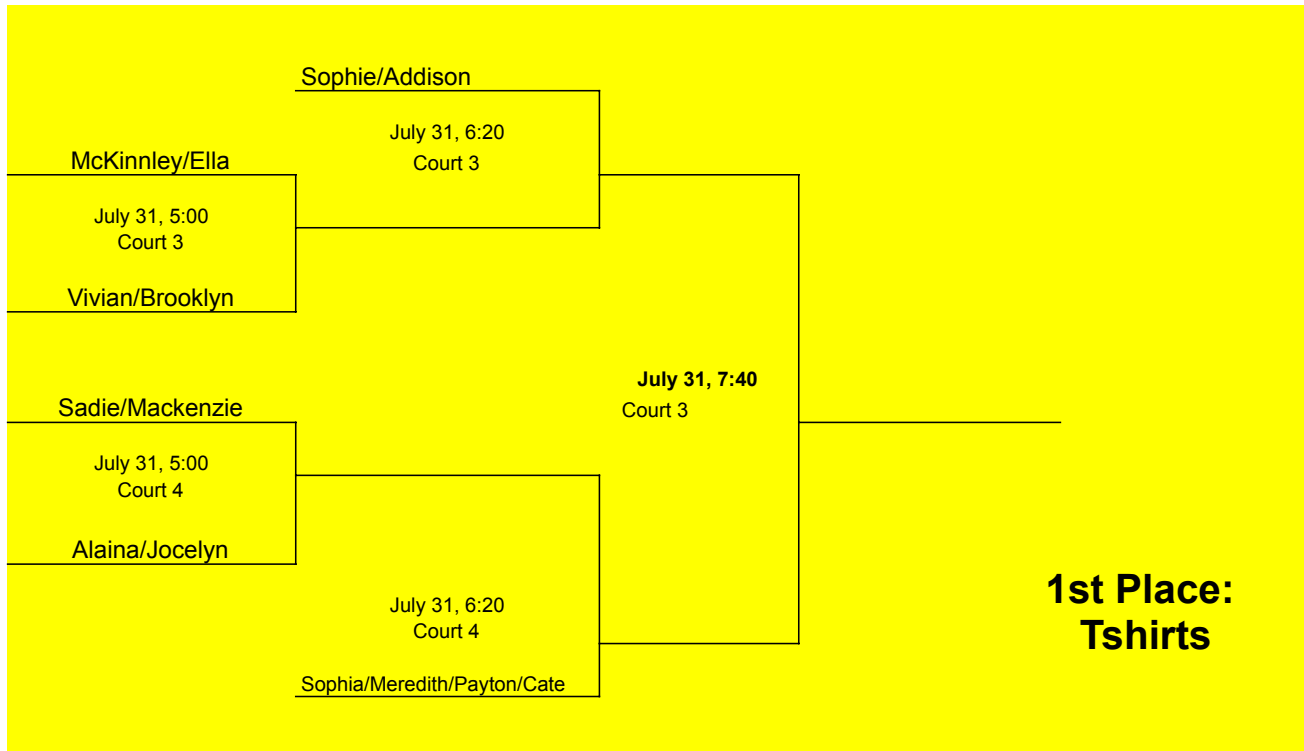 Sophie/Addison
July 31, 6:20
Court 3
McKinnley/Ella
July 31, 5:00
Court 3
Vivian/Brooklyn
July 31, 7:40
Court 3
Sadie/Mackenzie
July 31, 5:00
Court 4
Alaina/Jocelyn
July 31, 6:20
Court 4
Sophia/Meredith/Payton/Cate
1st Place:
Tshirts